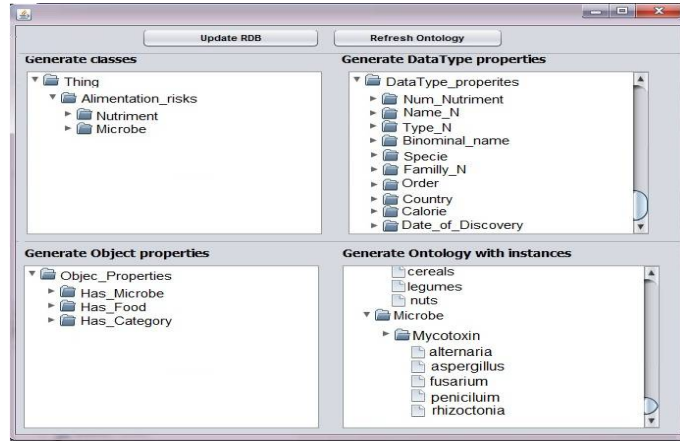 Update RDB
Refresh Ontology
Generate classes
Thing
Alimentation_risks
Nutriment
Microbe
Generate DataType properties
DataType_properites
Num_Nutriment
Name_N
Type_N
Binominal_name
Specie
Familly_N
Order
Country
Calorie
Date_of_Discovery
Generate Object properties
Objec_Properties
Has_Microbe
Has_Food
Has_Category
Generate Ontology with instances
cereals
legumes
nuts
Microbe
Mycotoxin
alternaria
aspergillus
fusarium
peniciluim
rhizoctonia